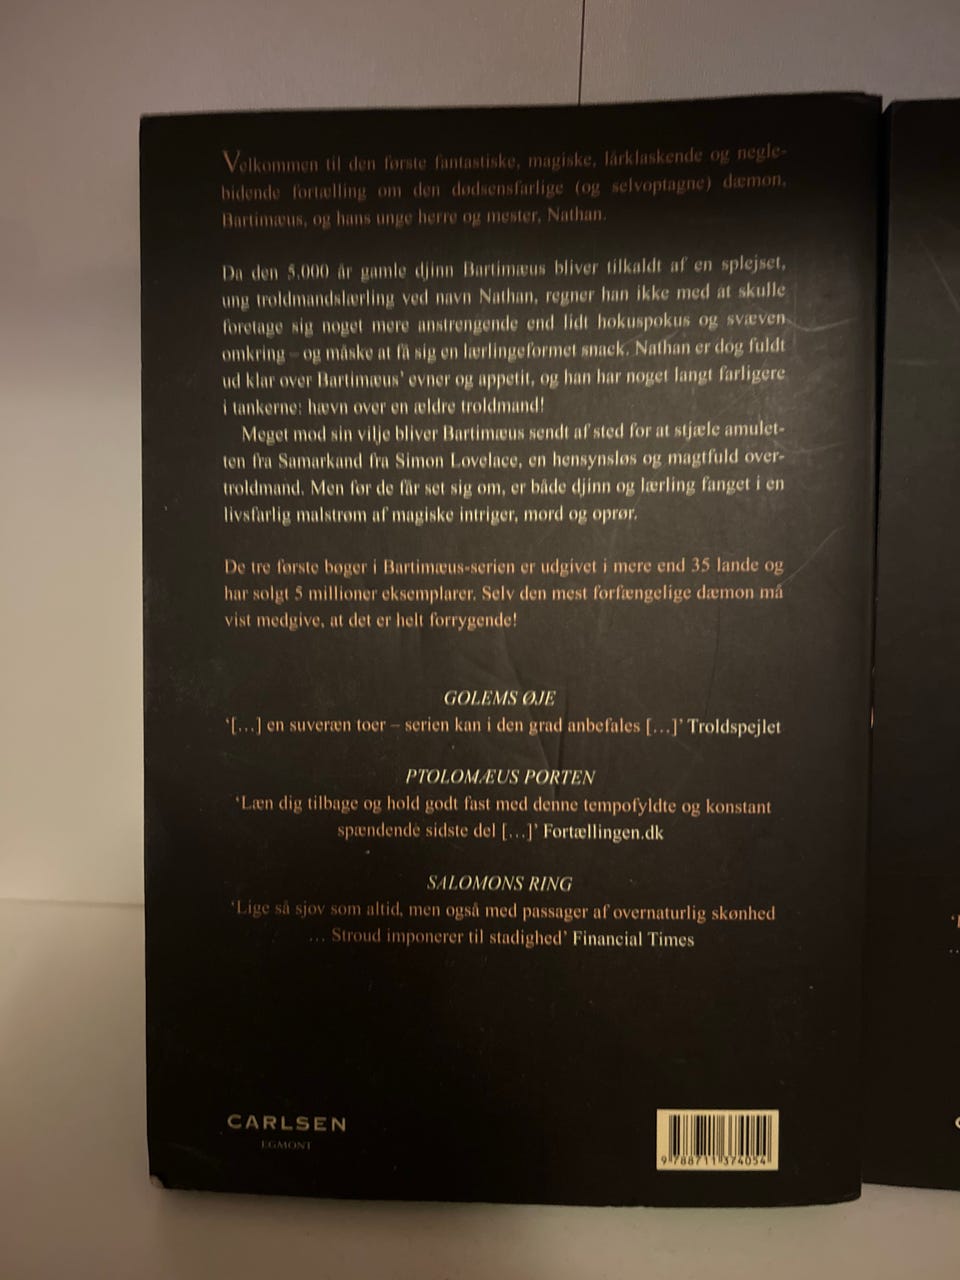 Velkommen til den første fantastiske, magiske, lårklaskende og negle-
bidende fortælling om den dødsensfarlige (og selvoptagne) dæmon,
Bartimæus, og hans unge herre og mester, Nathan.
Da den 5.000 år gamle djinn Bartimæus bliver tilkaldt af en splejset,
ung troldmandslærling ved navn Nathan, regner han ikke med at skulle
foretage sig noget mere anstrengende end lidt hokuspokus og svæven
omkring – og måske at få sig en lærlingeformet snack. Nathan er dog fuldt
ud klar over Bartimæus’ evner og appetit, og han har noget langt farligere
i tankerne: hævn over en ældre troldmand!
Meget mod sin vilje bliver Bartimæus sendt af sted for at stjæle amulet-
ten fra Samarkand fra Simon Lovelace, en hensynsløs og magtfuld over-
troldmand. Men før de får set sig om, er både djinn og lærling fanget i en
livsfarlig malstrøm af magiske intriger, mord og oprør.
De tre første bøger i Bartimæus-serien er udgivet i mere end 35 lande og
har solgt 5 millioner eksemplarer. Selv den mest forfængelige dæmon må
vist medgive, at det er helt forrygende!
GOLEMS ØJE
‘[…] en suveræn toer – serien kan i den grad anbefales […]’ Troldspejlet
PTOLOMÆUS PORTEN
‘Læn dig tilbage og hold godt fast med denne tempofyldte og konstant
spændende sidste del […]’ Fortællingen.dk
SALOMONS RING
‘Lige så sjov som altid, men også med passager af overnaturlig skønhed
… Stroud imponerer til stadighed’ Financial Times
CARLSEN
EGMONT
9 788711 374054